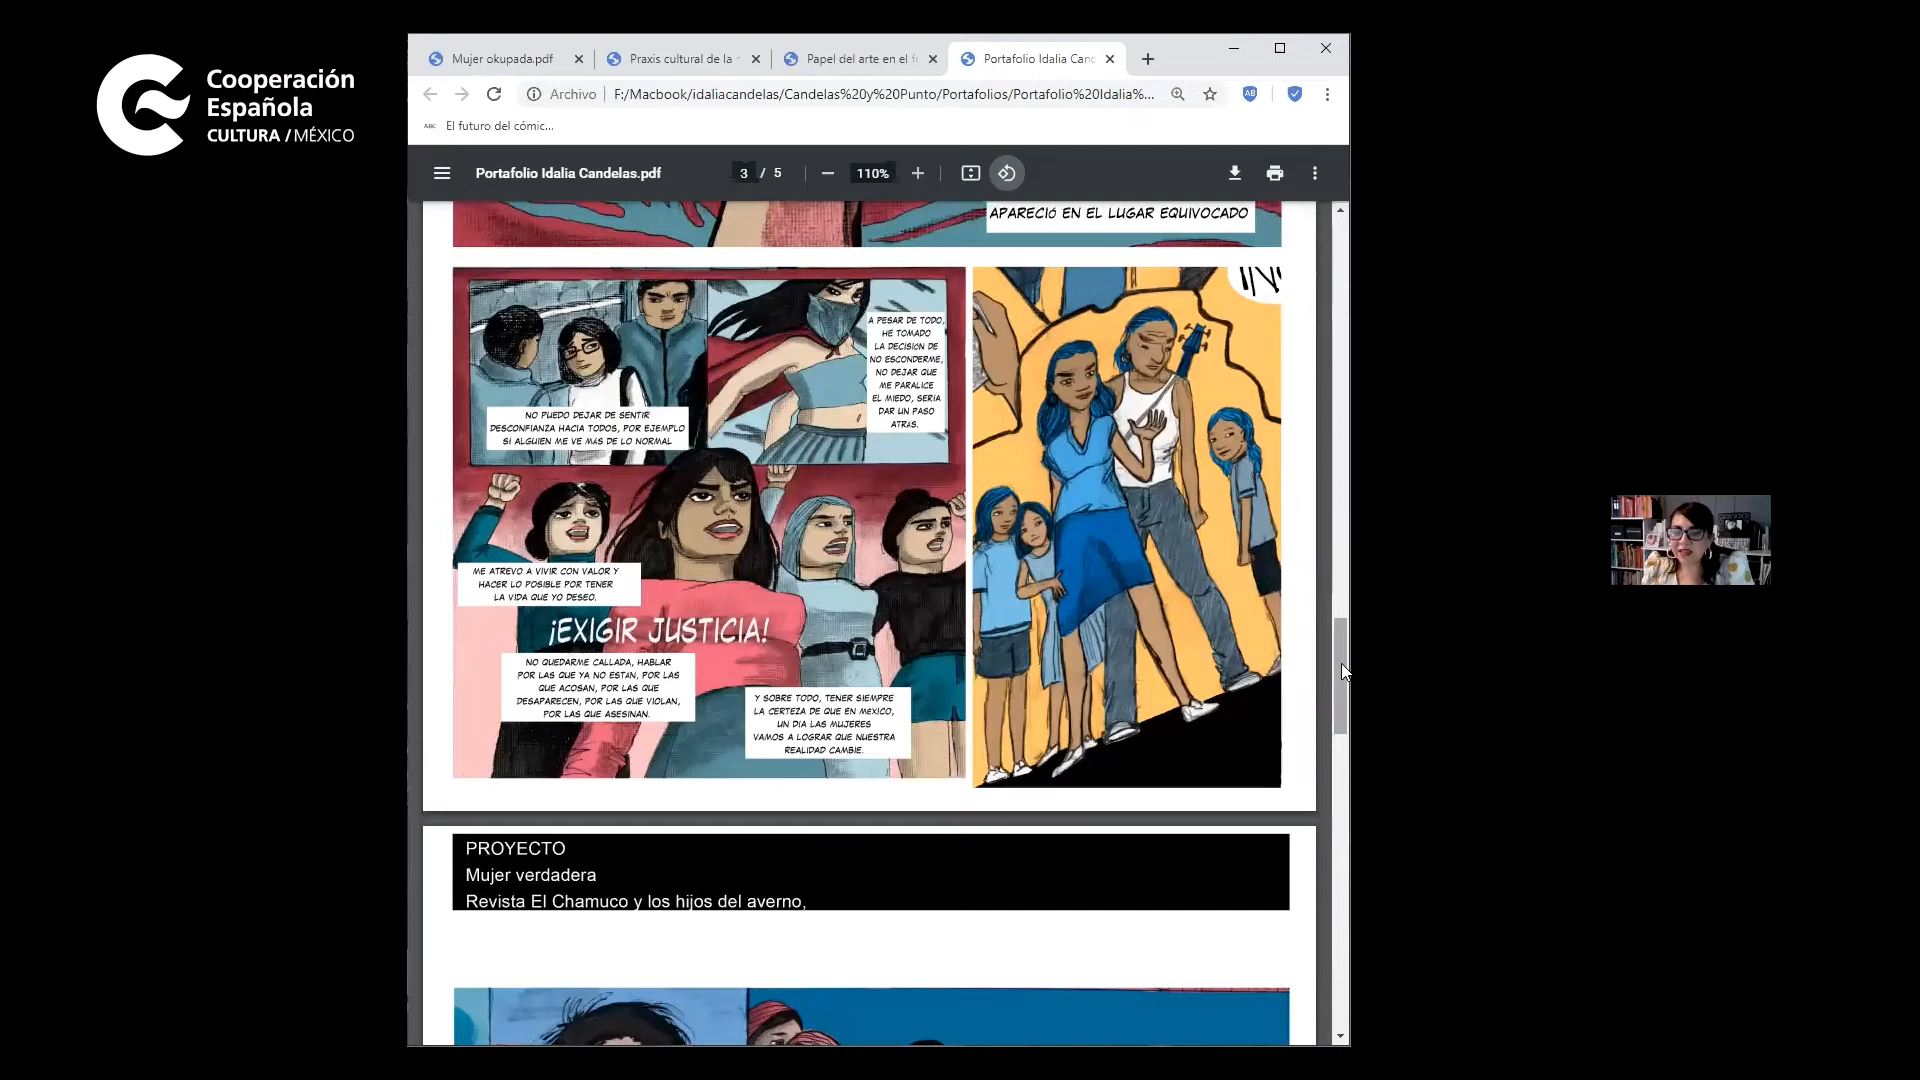 Cooperación
Española
CULTURA / MÉXICO
Mujer okupada.pdf
Praxis cultural de la
Papel del arte en el
Portafolio Idalia Canc
Archivo
F:/Macbook/idaliacandelas/Candelas%20y%20Punto/Portafolios/Portafolio%20Idalia%...
ABC
El futuro del cómic...
Portafolio Idalia Candelas.pdf
3 / 5
110%
APARECIÓ EN EL LUGAR EQUIVOCADO
NO PUEDO DEJAR DE SENTIR
DESCONFIANZA HACIA TODOS, POR EJEMPLO
SI ALGUIEN ME VE MAS DE LO NORMAL
A PESAR DE TODO,
HE TOMADO
LA DECISION DE
NO ESCONDERME,
NO DEJAR QUE
ME PARALICE
EL MIEDO, SERIA
DAR UN PASO
ATRÁS.
ME ATREVO A VIVIR CON VALOR Y
HACER LO POSIBLE POR TENER
LA VIDA QUE YO DESEO.
¡EXIGIR JUSTICIA!
NO QUEDARME CALLADA, HABLAR
POR LAS QUE YA NO ESTÁN, POR LAS
QUE ACOSAN, POR LAS QUE
DESAPARECEN, POR LAS QUE VIOLAN,
POR LAS QUE ASESINAN.
Y SOBRE TODO, TENER SIEMPRE
LA CERTEZA DE QUE EN MÉXICO,
UN DIA LAS MUJERES
VAMOS A LOGRAR QUE NUESTRA
REALIDAD CAMBIE.
PROYECTO
Mujer verdadera
Revista El Chamuco y los hijos del averno,